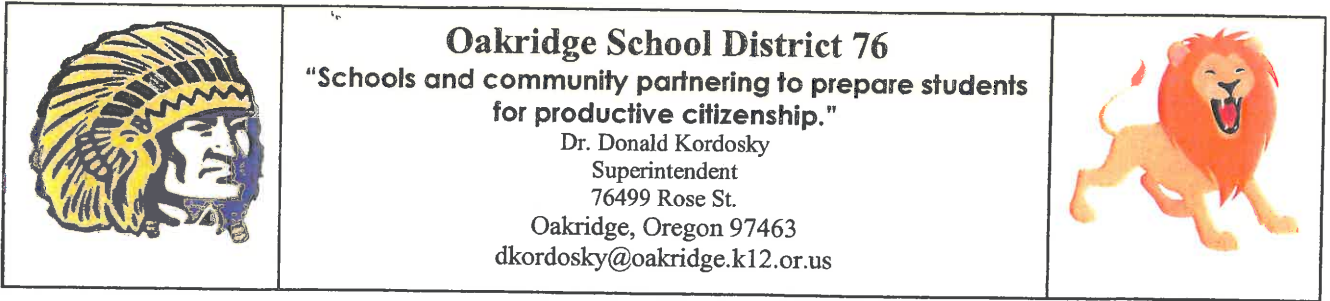 Oakridge School District 76
"Schools and community partnering to prepare students
for productive citizenship."
Dr. Donald Kordosky
Superintendent
76499 Rose St.
Oakridge, Oregon 97463
dkordosky@oakridge.k12.or.us